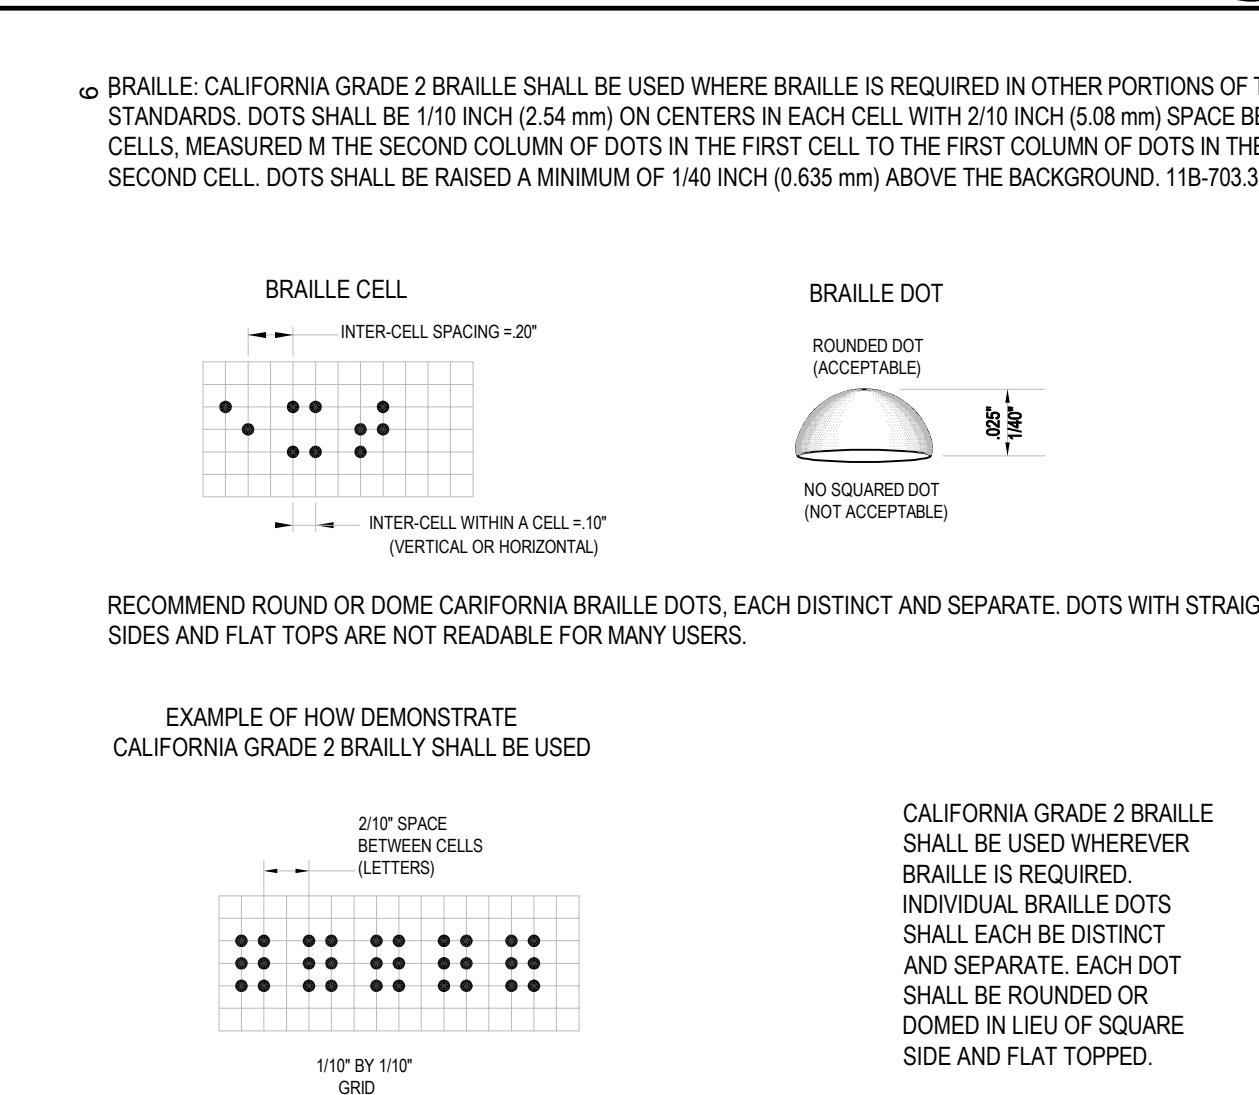 6 BRAILLE: CALIFORNIA GRADE 2 BRAILLE SHALL BE USED WHERE BRAILLE IS REQUIRED IN OTHER PORTIONS OF
STANDARDS. DOTS SHALL BE 1/10 INCH (2.54 mm) ON CENTERS IN EACH CELL WITH 2/10 INCH (5.08 mm) SPACE
CELLS, MEASURED M THE SECOND COLUMN OF DOTS IN THE FIRST CELL TO THE FIRST COLUMN OF DOTS IN THE
SECOND CELL. DOTS SHALL BE RAISED A MINIMUM OF 1/40 INCH (0.635 mm) ABOVE THE BACKGROUND. 11B-703.3
BRAILLE CELL
INTER-CELL SPACING =.20"
INTER-CELL WITHIN A CELL =.10"
(VERTICAL OR HORIZONTAL)
BRAILLE DOT
ROUNDED DOT
(ACCEPTABLE)
.025"
1/40"
NO SQUARED DOT
(NOT ACCEPTABLE)
RECOMMEND ROUND OR DOME CARIFORNIA BRAILLE DOTS, EACH DISTINCT AND SEPARATE. DOTS WITH
SIDES AND FLAT TOPS ARE NOT READABLE FOR MANY USERS.
EXAMPLE OF HOW DEMONSTRATE
CALIFORNIA GRADE 2 BRAILLY SHALL BE USED
2/10" SPACE
BETWEEN CELLS
(LETTERS)
1/10" BY 1/10"
GRID
CALIFORNIA GRADE 2 BRAILLE
SHALL BE USED WHEREVER
BRAILLE IS REQUIRED.
INDIVIDUAL BRAILLE DOTS
SHALL EACH BE DISTINCT
AND SEPARATE. EACH DOT
SHALL BE ROUNDED OR
DOMED IN LIEU OF SQUARE
SIDE AND FLAT TOPPED.